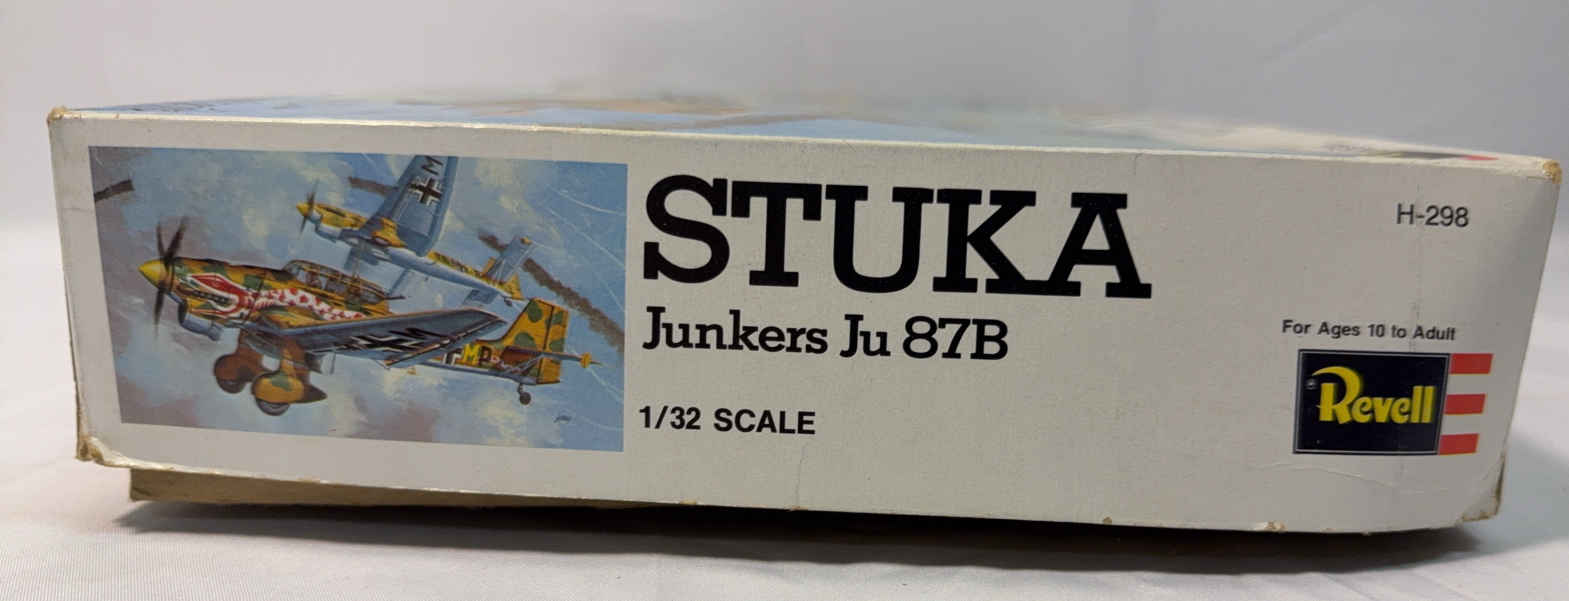 STUKA
Junkers Ju 87B
1/32 SCALE
H-298
For Ages 10 to Adult
Revell